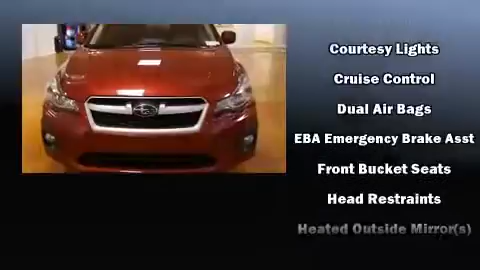 Courtesy Lights
Cruise Control
Dual Air Bags
EBA Emergency Brake Asst
Front Bucket Seats
Head Restraints
Heated Outside Mirror(s)